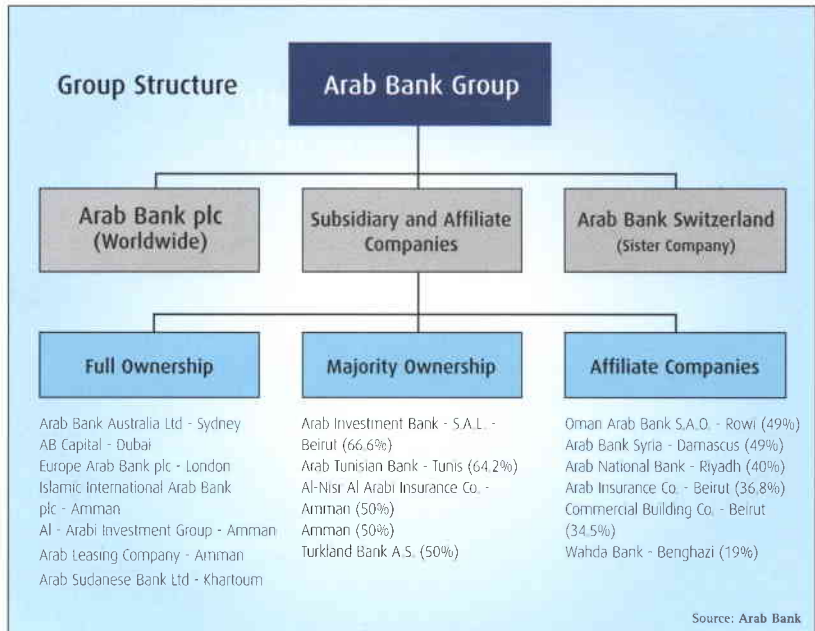 Group Structure
Arab Bank Group
Arab Bank plc
(Worldwide)
Subsidiary and Affiliate
Companies
Arab Bank Switzerland
(Sister Company)
Full Ownership
Arab Bank Australia Ltd - Sydney
AB Capital - Dubai
Europe Arab Bank plc - London
Islamic International Arab Bank
plc - Amman
Al - Arabi Investment Group - Amman
Arab Leasing Company - Amman
Arab Sudanese Bank Ltd - Khartoum
Majority Ownership
Arab Investment Bank - S.A.L. -
Beirut (66,6%)
Arab Tunisian Bank - Tunis (64,2%)
Al-Nisr Al Arabi Insurance Co. -
Amman (50%)
Amman (50%)
Turkland Bank A.S. (50%)
Affiliate Companies
Oman Arab Bank S.A.O. - Rowi (49%)
Arab Bank Syria - Damascus (49%)
Arab National Bank - Riyadh (40%)
Arab Insurance Co. - Beirut (36,8%)
Commercial Building Co. - Beirut
(34,5%)
Wahda Bank - Benghazi (19%)
Source: Arab Bank